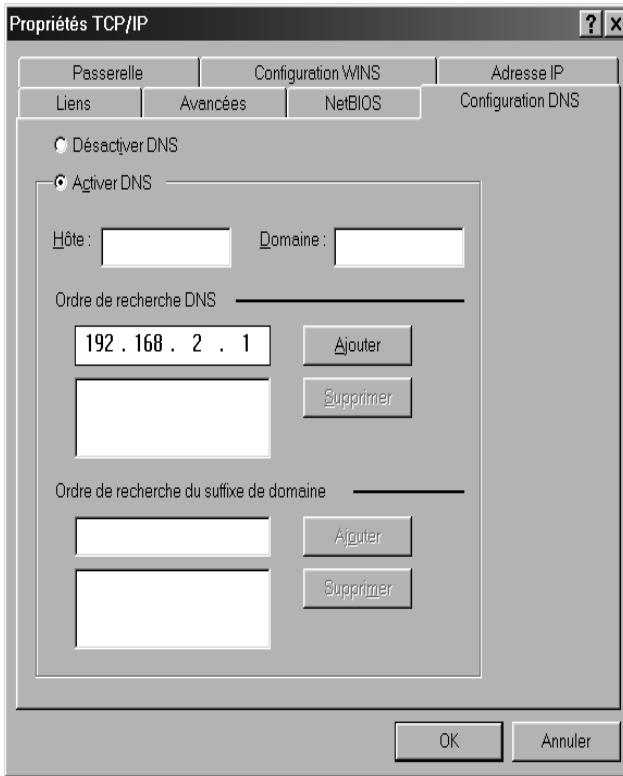 Propriétés TCP/IP
Passerelle Configuration WINS Adresse IP
Liens Avancées NetBIOS Configuration DNS
Désactiver DNS
Activer DNS
Hôte : Domaine :
Ordre de recherche DNS
192 . 168 . 2 . 1 Ajouter
Supprimer
Ordre de recherche du suffixe de domaine
Ajouter
Supprimer
OK Annuler